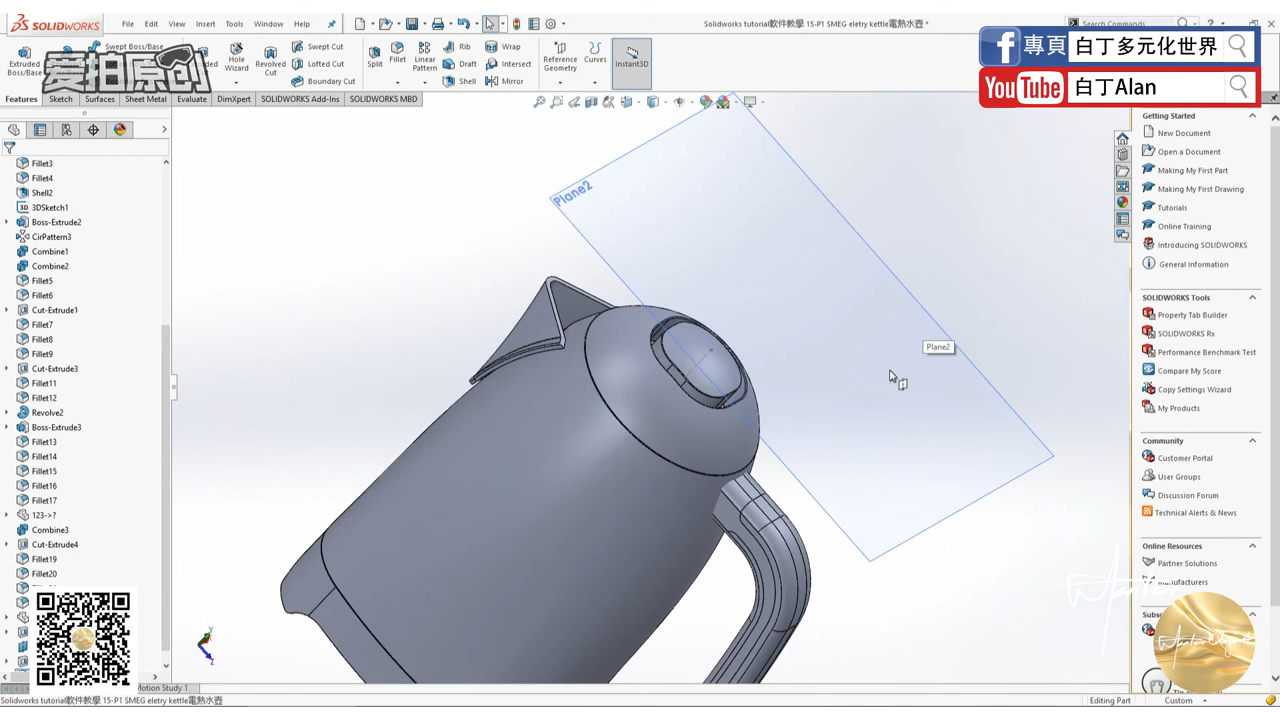 SOLIDWORKS
File Edit View Insert Tools Window Help
Solidworks tutorial軟件教學 15-P1 SMEG eletry kettle電熱水壺 *
Search Commands
Extruded Boss/Base
Swept Boss/Base
Hole Wizard
Revolved Cut
Swept Cut
Lofted Cut
Boundary Cut
Split
Fillet
Linear Pattern
Rib
Draft
Shell
Wrap
Intersect
Mirror
Reference Geometry
Curves
Instant3D
爱拍原创
專頁 白丁多元化世界
YouTube 白丁Alan
Features Sketch Surfaces Sheet Metal Evaluate DimXpert SOLIDWORKS Add-Ins SOLIDWORKS MBD
Fillet3
Fillet4
Shell2
3DSketch1
Boss-Extrude2
CirPattern3
Combine1
Combine2
Fillet5
Fillet6
Cut-Extrude1
Fillet7
Fillet8
Fillet9
Cut-Extrude3
Fillet11
Fillet12
Revolve2
Boss-Extrude3
Fillet13
Fillet14
Fillet15
Fillet16
Fillet17
123->?
Combine3
Cut-Extrude4
Fillet19
Fillet20
Plane2
Plane2
Getting Started
New Document
Open a Document
Making My First Part
Making My First Drawing
Tutorials
Online Training
Introducing SOLIDWORKS
General Information
SOLIDWORKS Tools
Property Tab Builder
SOLIDWORKS Rx
Performance Benchmark Test
Compare My Score
Copy Settings Wizard
My Products
Community
Customer Portal
User Groups
Discussion Forum
Technical Alerts & News
Online Resources
Partner Solutions
Manufacturers
Motion Study 1
Solidworks tutorial軟件教學 15-P1 SMEG eletry kettle電熱水壺
Editing Part
Custom